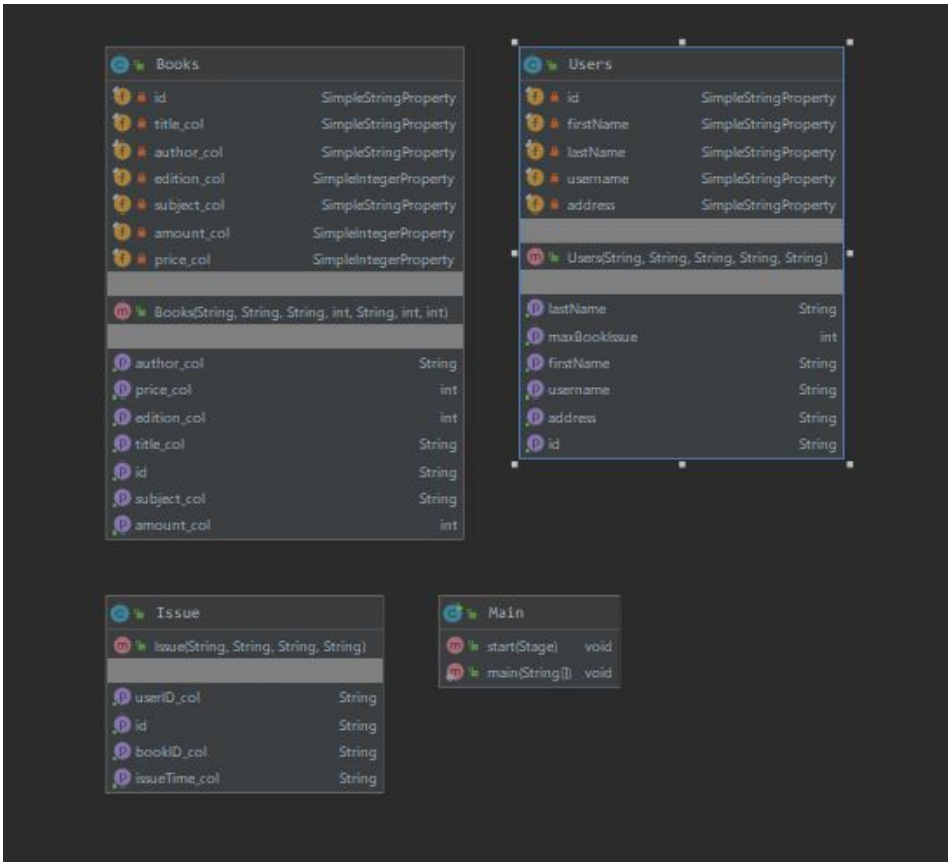 Books
id SimpleStringProperty
title_col SimpleStringProperty
author_col SimpleStringProperty
edition_col SimpleIntegerProperty
subject_col SimpleStringProperty
amount_col SimpleIntegerProperty
price_col SimpleIntegerProperty
Books(String, String, String, int, String, int, int)
author_col String
price_col int
edition_col int
title_col String
id String
subject_col String
amount_col int
Users
id SimpleStringProperty
firstName SimpleStringProperty
lastName SimpleStringProperty
username SimpleStringProperty
address SimpleStringProperty
Users(String, String, String, String, String)
lastName String
maxBookIssue int
firstName String
username String
address String
id String
Issue
Issue(String, String, String, String)
userID_col String
id String
bookID_col String
issueTime_col String
Main
start(Stage) void
main(String[]) void